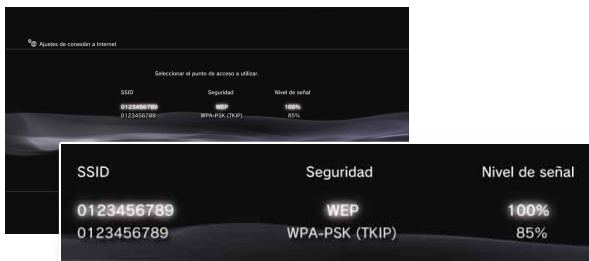 Ajustes de conexión a Internet
Seleccionar el punto de acceso a utilizar.
SSID Seguridad Nivel de señal
0123456789 WEP 100%
0123456789 WPA-PSK (TKIP) 85%
SSID Seguridad Nivel de señal
0123456789 WEP 100%
0123456789 WPA-PSK (TKIP) 85%